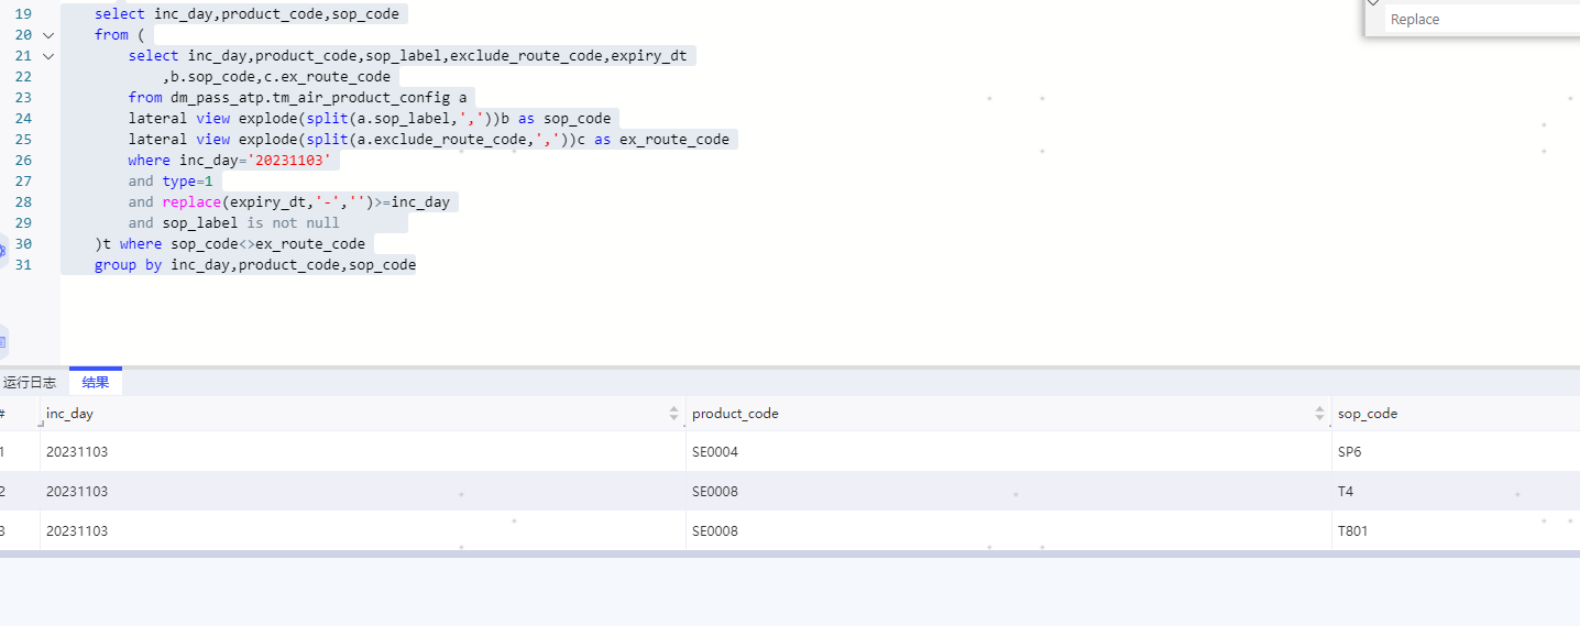 Replace
19 select inc_day,product_code,sop_code
20 from (
21 select inc_day,product_code,sop_label,exclude_route_code,expiry_dt
22 ,b.sop_code,c.ex_route_code
23 from dm_pass_atp.tm_air_product_config a
24 lateral view explode(split(a.sop_label,','))b as sop_code
25 lateral view explode(split(a.exclude_route_code,','))c as ex_route_code
26 where inc_day='20231103'
27 and type=1
28 and replace(expiry_dt,'-','')>=inc_day
29 and sop_label is not null
30 )t where sop_code<>ex_route_code
31 group by inc_day,product_code,sop_code
运行日志 结果
# inc_day product_code sop_code
1 20231103 SE0004 SP6
2 20231103 SE0008 T4
3 20231103 SE0008 T801